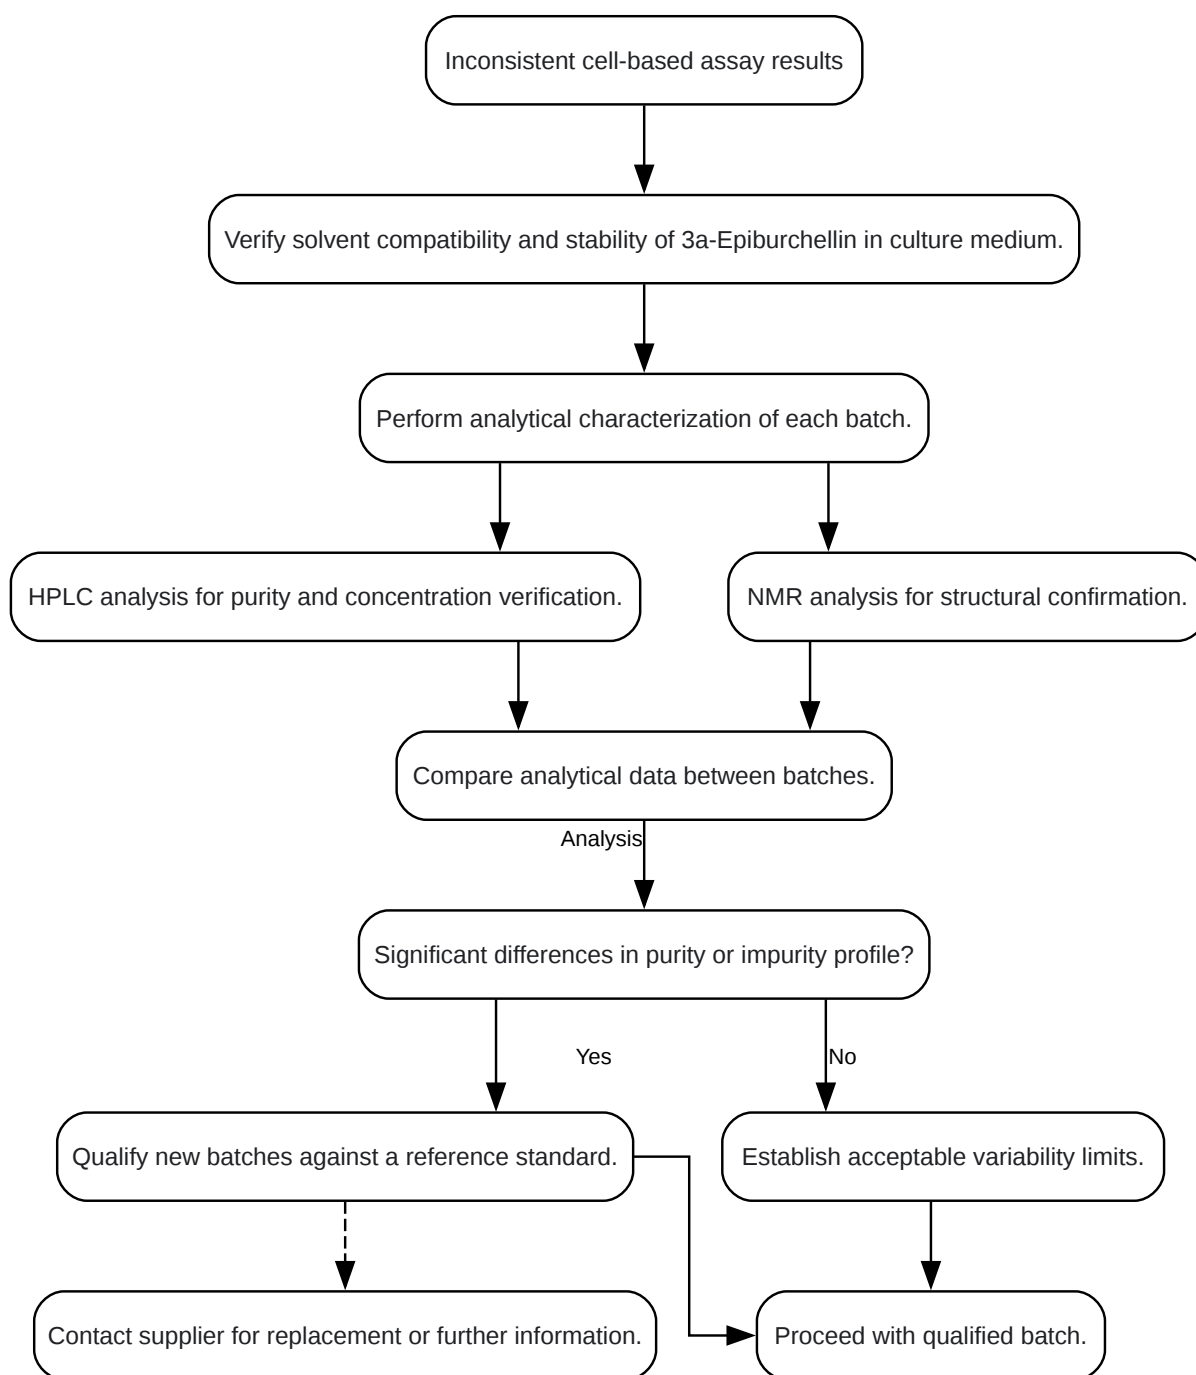 Inconsistent cell-based assay results
Verify solvent compatibility and stability of 3a-Epiburchellin in culture medium.
Perform analytical characterization of each batch.
HPLC analysis for purity and concentration verification.
NMR analysis for structural confirmation.
Compare analytical data between batches.
Analysis
Significant differences in purity or impurity profile?
Yes
No
Qualify new batches against a reference standard.
Establish acceptable variability limits.
Contact supplier for replacement or further information.
Proceed with qualified batch.